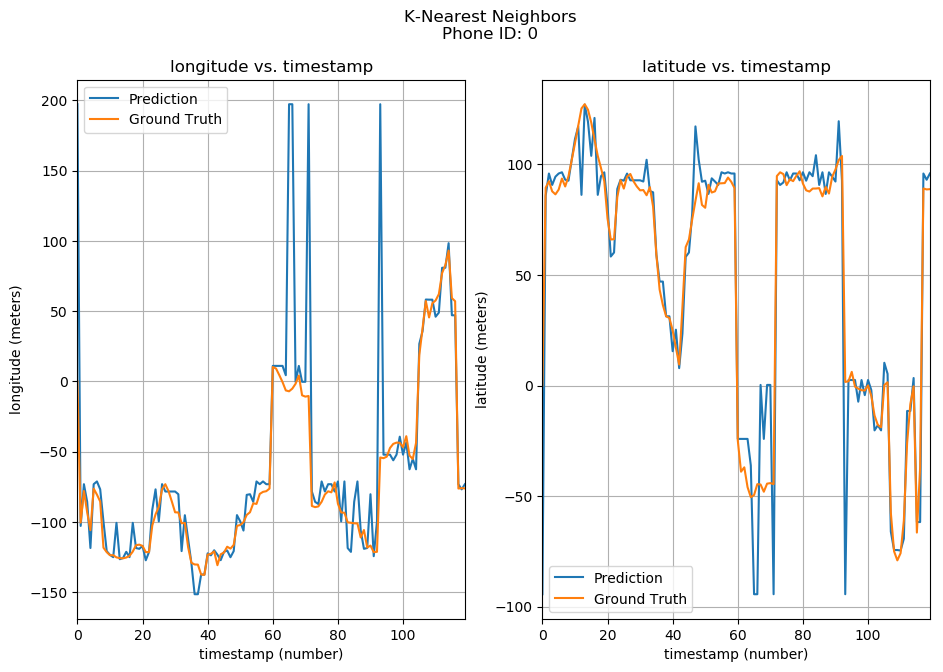 K-Nearest Neighbors
Phone ID: 0
longitude vs. timestamp
200
150
100
50
0
−50
−100
−150
longitude (meters)
0
20
40
60
80
100
timestamp (number)
Prediction
Ground Truth
latitude vs. timestamp
100
50
0
−50
−100
latitude (meters)
0
20
40
60
80
100
timestamp (number)
Prediction
Ground Truth